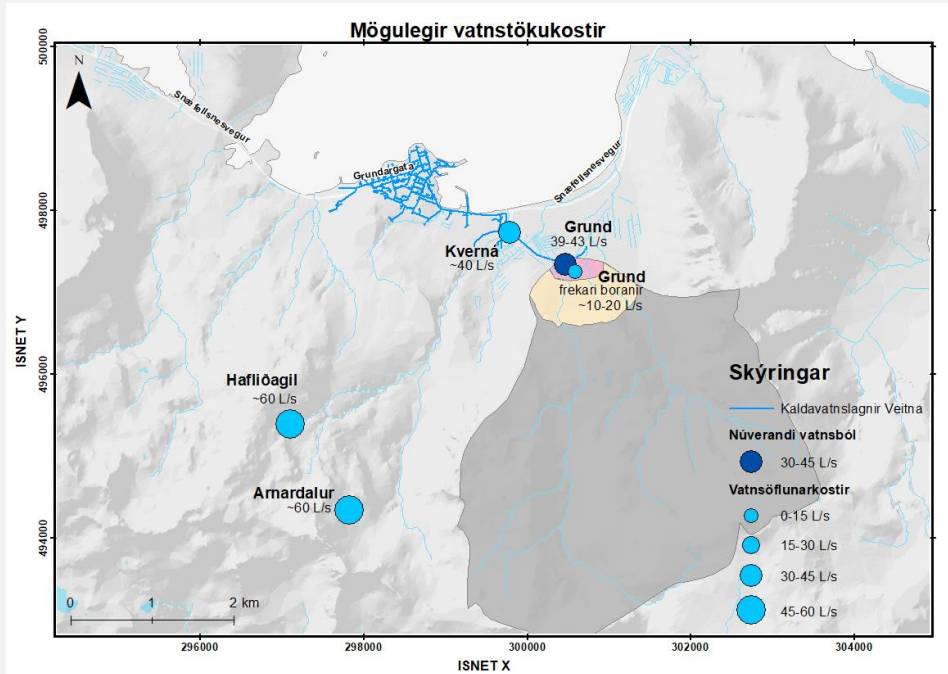 Mögulegir vatnstökukostir
500000
498000
496000
494000
ISNET Y
N
Snæfellsnesvegur
Grundargata
Snæfellsnesvegur
Kverná
~40 L/s
Grund
39-43 L/s
Grund
frekari boranir
~10-20 L/s
Hafliðagil
~60 L/s
Arnardalur
~60 L/s
Skýringar
Kaldavatnslagnir Veitna
Núverandi vatnsból
30-45 L/s
Vatnsöflunarkostir
0-15 L/s
15-30 L/s
30-45 L/s
45-60 L/s
0 1 2 km
296000 298000 300000 302000 304000
ISNET X